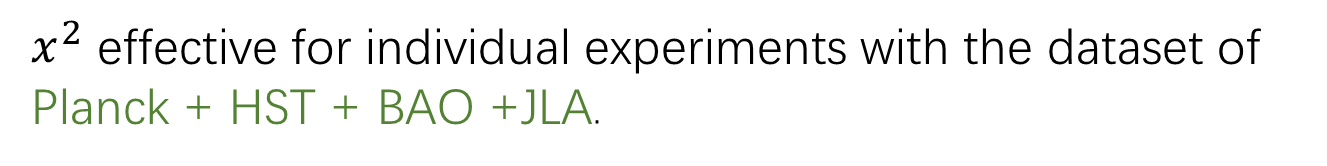 x² effective for individual experiments with the dataset of
Planck + HST + BAO +JLA.